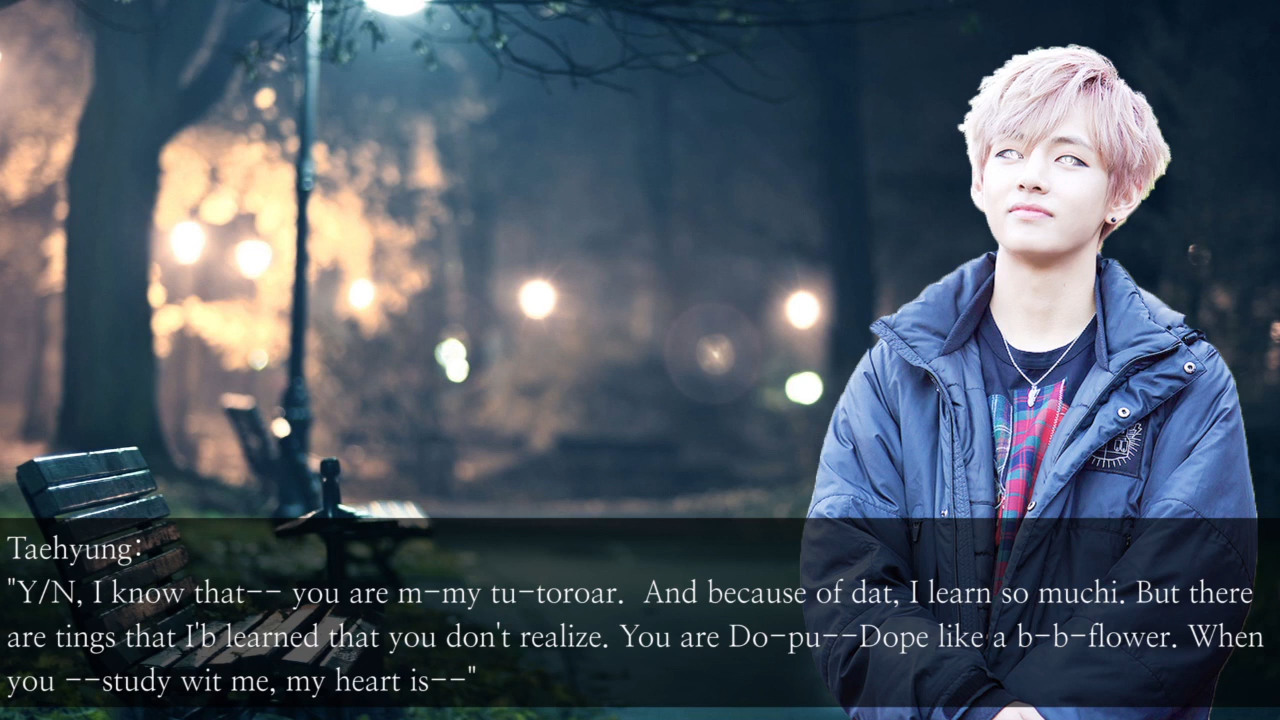 Taehyung:
"Y/N, I know that-- you are m-my tu-toroar.  And because of dat, I learn so muchi. But there
are tings that I'b learned that you don't realize. You are Do-pu--Dope like a b-b-flower. When
you --study wit me, my heart is--"